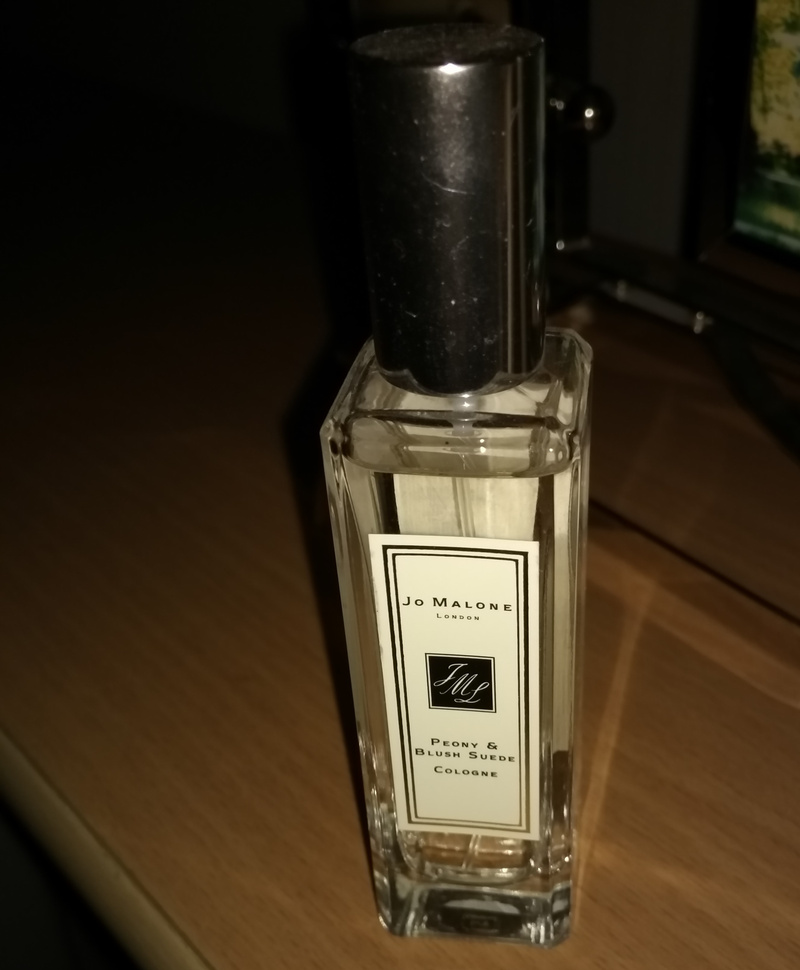 Jo Malone
London
JML
Peony &
Blush Suede
Cologne